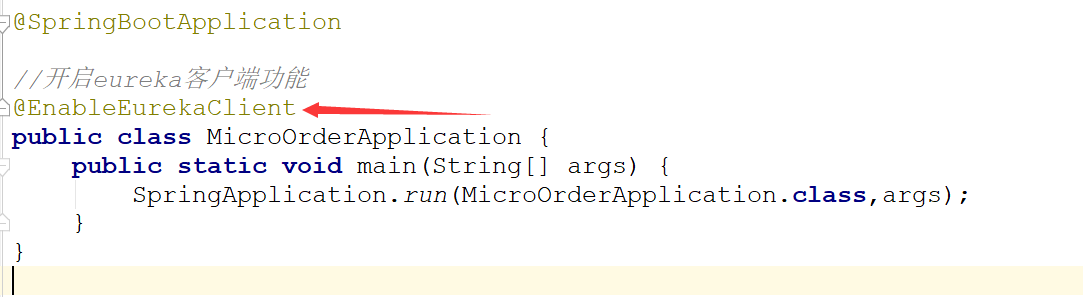 @SpringBootApplication
//开启eureka客户端功能
@EnableEurekaClient
public class MicroOrderApplication {
    public static void main(String[] args) {
        SpringApplication.run(MicroOrderApplication.class,args);
    }
}